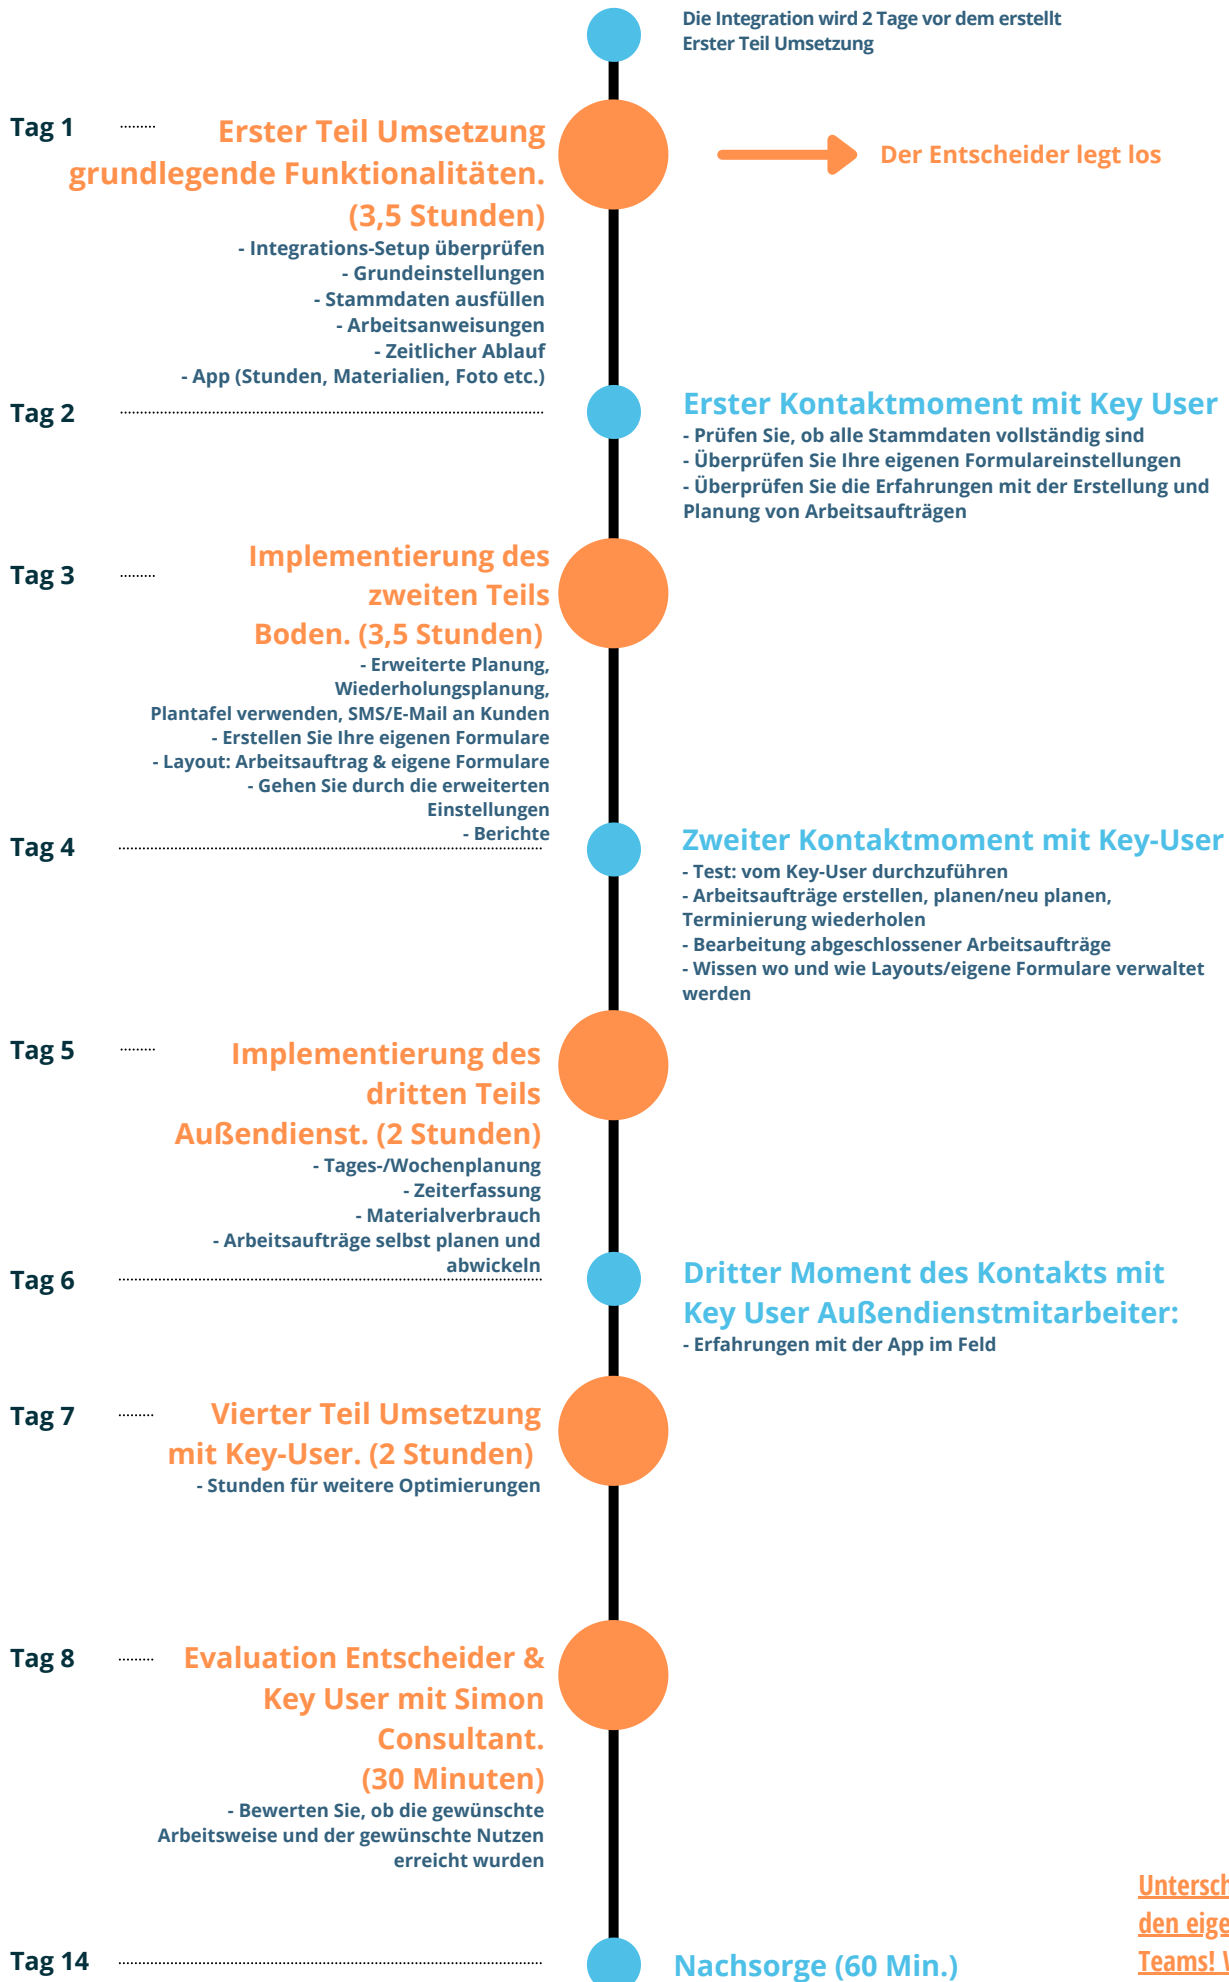 Die Integration wird 2 Tage vor dem erstellt
Erster Teil Umsetzung
Tag 1
Erster Teil Umsetzung
grundlegende Funktionalitäten.
(3,5 Stunden)
- Integrations-Setup überprüfen
- Grundeinstellungen
- Stammdaten ausfüllen
- Arbeitsanweisungen
- Zeitlicher Ablauf
- App (Stunden, Materialien, Foto etc.)
Der Entscheider legt los
Tag 2
Erster Kontaktmoment mit Key User
- Prüfen Sie, ob alle Stammdaten vollständig sind
- Überprüfen Sie Ihre eigenen Formulareinstellungen
- Überprüfen Sie die Erfahrungen mit der Erstellung und
Planung von Arbeitsaufträgen
Tag 3
Implementierung des
zweiten Teils
Boden. (3,5 Stunden)
- Erweiterte Planung,
Wiederholungsplanung,
Plantafel verwenden, SMS/E-Mail an Kunden
- Erstellen Sie Ihre eigenen Formulare
- Layout: Arbeitsauftrag & eigene Formulare
- Gehen Sie durch die erweiterten
Einstellungen
- Berichte
Tag 4
Zweiter Kontaktmoment mit Key-User
- Test: vom Key-User durchzuführen
- Arbeitsaufträge erstellen, planen/neu planen,
Terminierung wiederholen
- Bearbeitung abgeschlossener Arbeitsaufträge
- Wissen wo und wie Layouts/eigene Formulare verwaltet
werden
Tag 5
Implementierung des
dritten Teils
Außendienst. (2 Stunden)
- Tages-/Wochenplanung
- Zeiterfassung
- Materialverbrauch
- Arbeitsaufträge selbst planen und
abwickeln
Tag 6
Dritter Moment des Kontakts mit
Key User Außendienstmitarbeiter:
- Erfahrungen mit der App im Feld
Tag 7
Vierter Teil Umsetzung
mit Key-User. (2 Stunden)
- Stunden für weitere Optimierungen
Tag 8
Evaluation Entscheider &
Key User mit Simon
Consultant.
(30 Minuten)
- Bewerten Sie, ob die gewünschte
Arbeitsweise und der gewünschte Nutzen
erreicht wurden
Untersch
den eige
Teams!
Tag 14
Nachsorge (60 Min.)